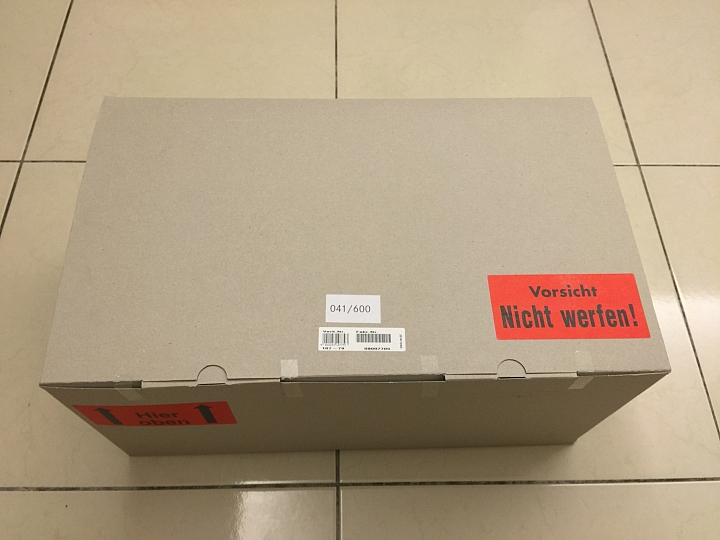 041/600
Vorsicht
Nicht werfen!
Hier
oben